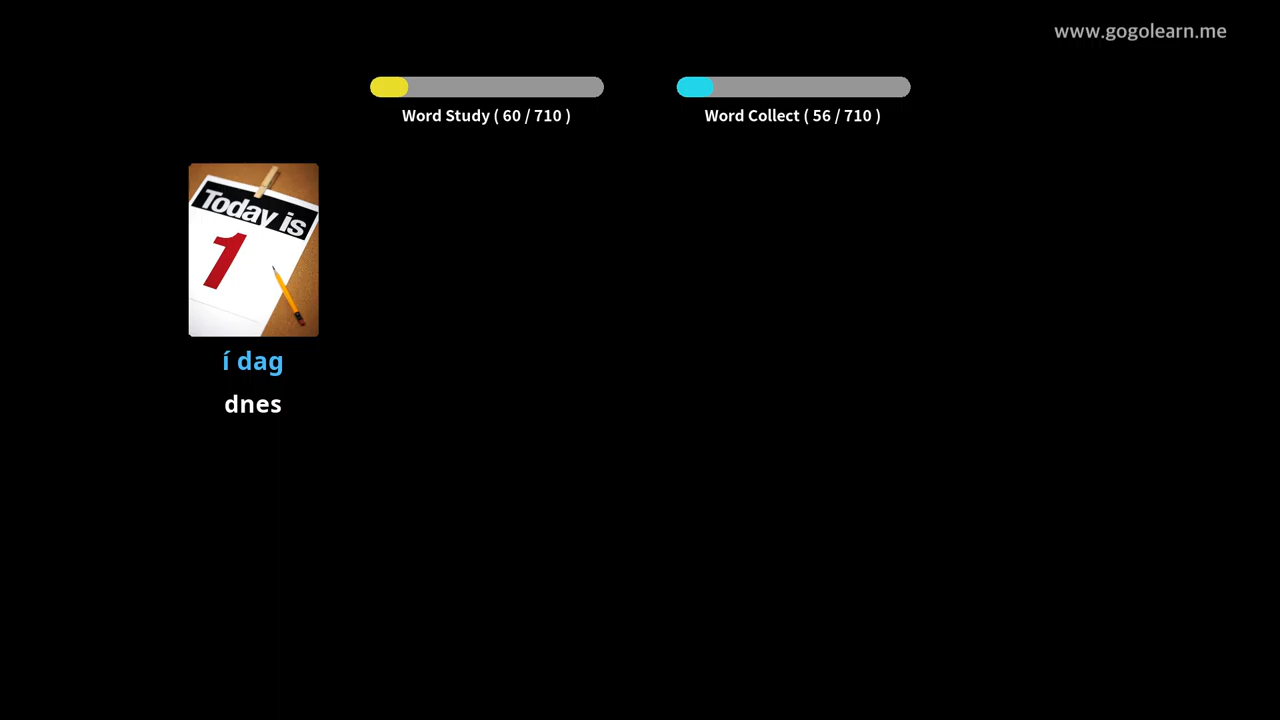 www.gogolearn.me
Word Study ( 60 / 710 )
Word Collect ( 56 / 710 )
Today is
1
í dag
dnes